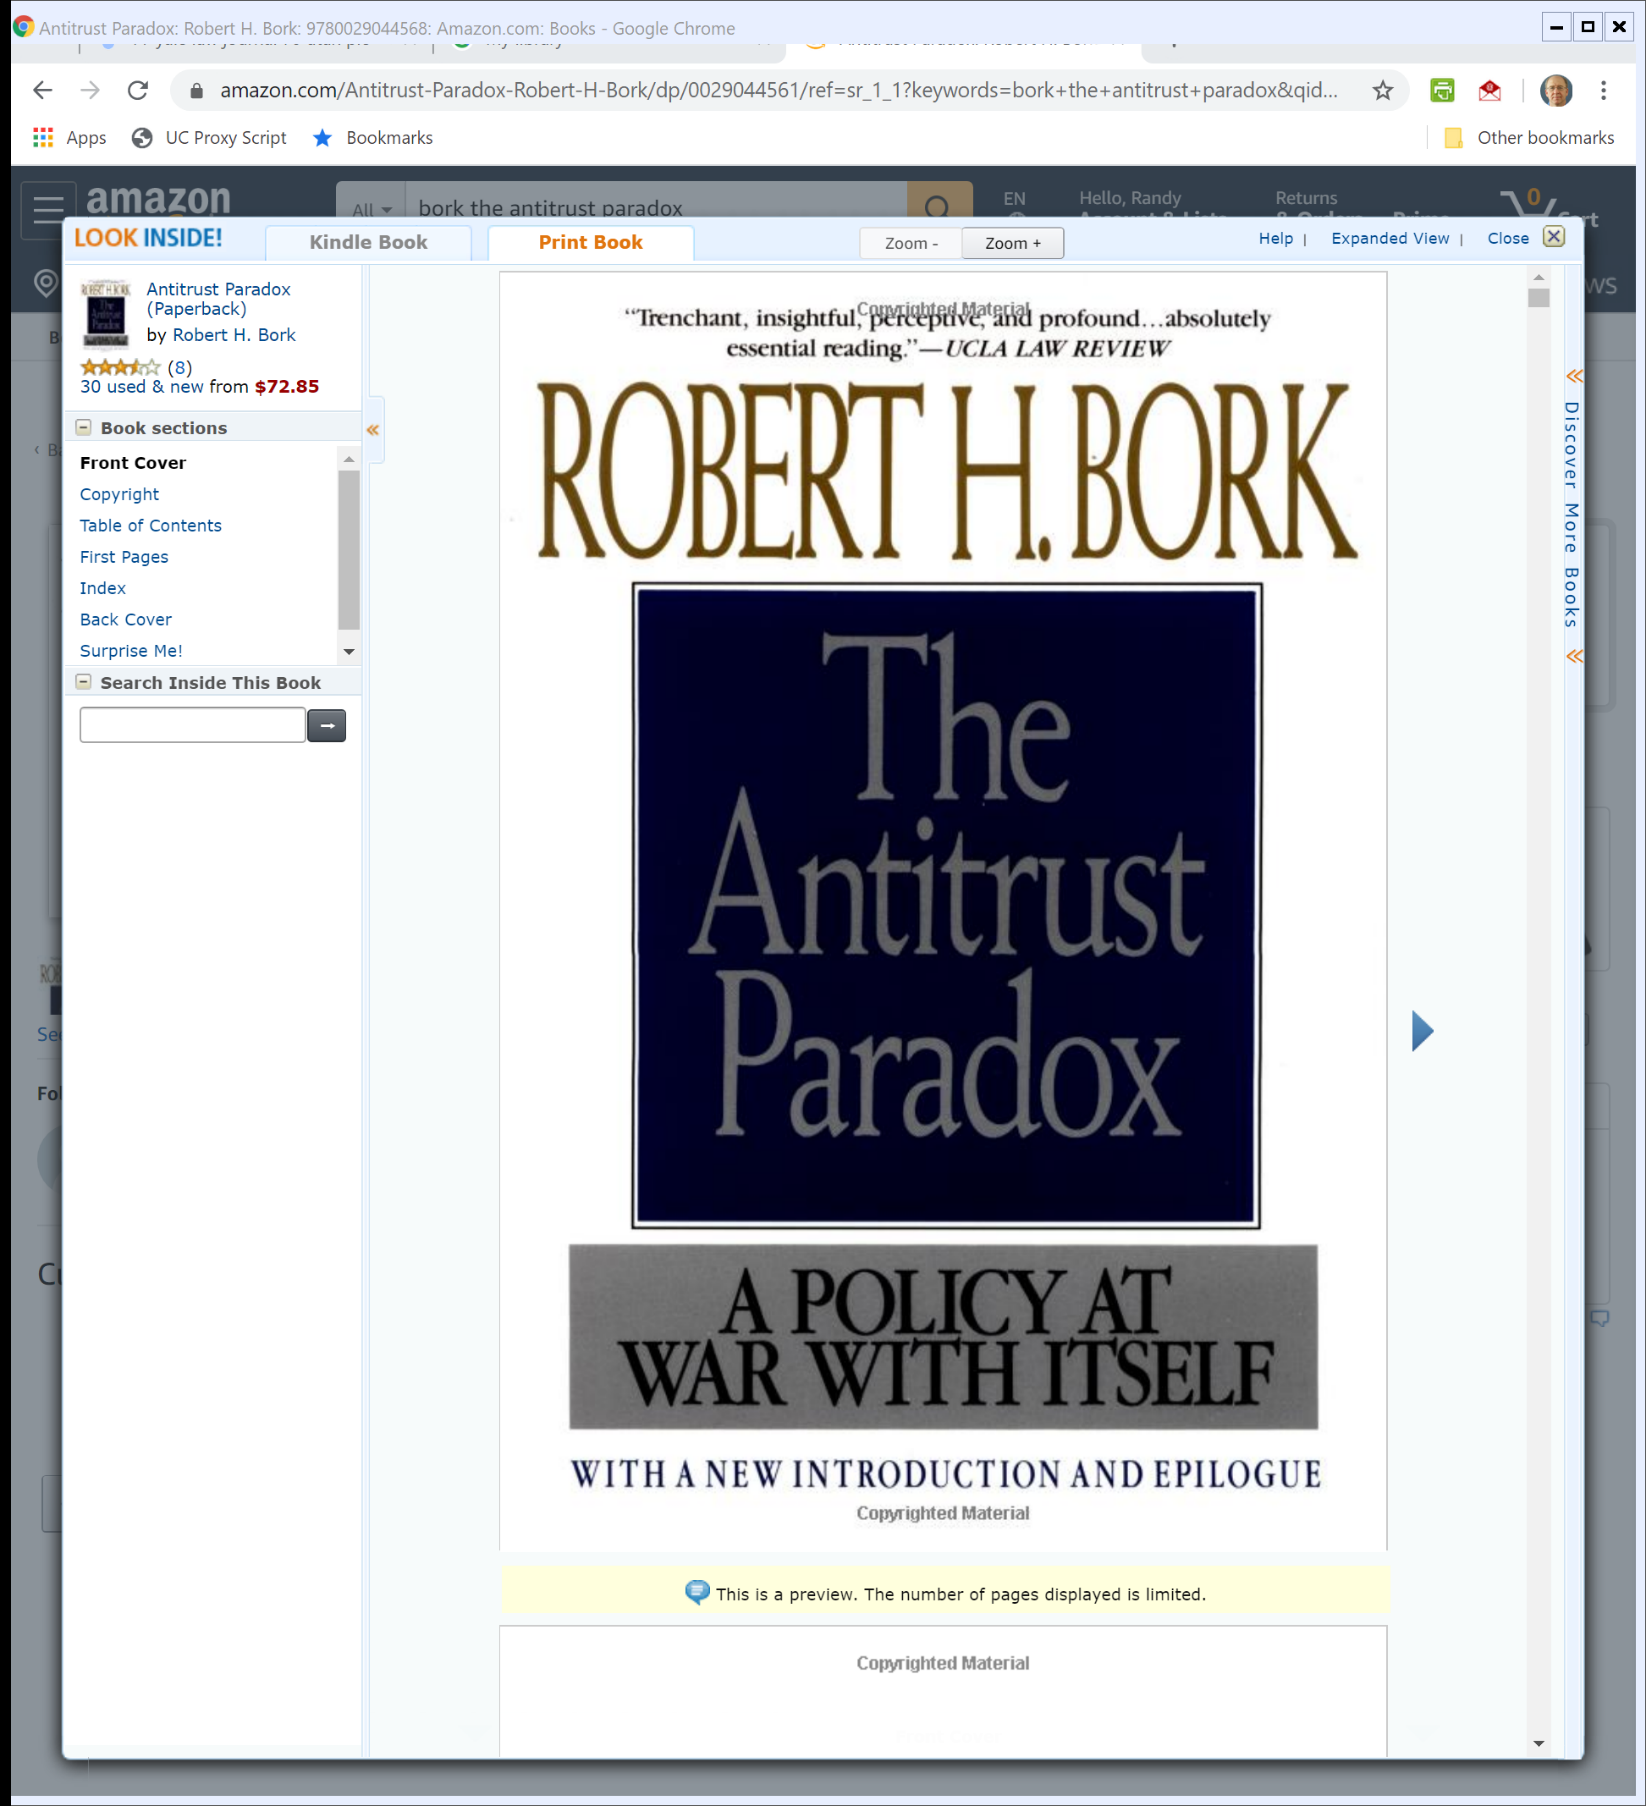 Antitrust Paradox: Robert H. Bork: 9780029044568: Amazon.com: Books - Google Chrome
amazon.com/Antitrust-Paradox-Robert-H-Bork/dp/0029044561/ref=sr_1_1?keywords=bork+the+antitrust+paradox&qid...
Apps UC Proxy Script Bookmarks Other bookmarks
amazon All bork the antitrust paradox EN Hello, Randy Returns 0
LOOK INSIDE! Kindle Book Print Book Zoom - Zoom + Help | Expanded View | Close
Antitrust Paradox
(Paperback)
by Robert H. Bork
(8)
30 used & new from $72.85
Book sections
Front Cover
Copyright
Table of Contents
First Pages
Index
Back Cover
Surprise Me!
Search Inside This Book
Copyrighted Material
“Trenchant, insightful, perceptive, and profound...absolutely
essential reading.”—UCLA LAW REVIEW
ROBERT H. BORK
The
Antitrust
Paradox
A POLICY AT
WAR WITH ITSELF
WITH A NEW INTRODUCTION AND EPILOGUE
Copyrighted Material
This is a preview. The number of pages displayed is limited.
Copyrighted Material
Discover More Books